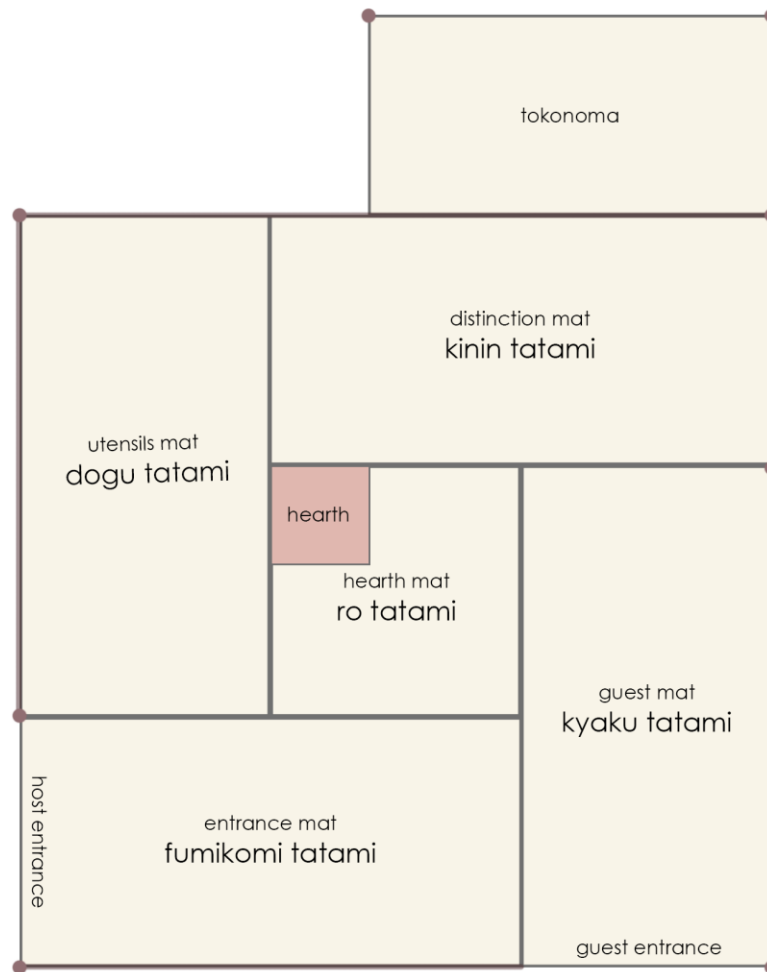 tokonoma
distinction mat
kinin tatami
utensils mat
dogu tatami
hearth
hearth mat
ro tatami
guest mat
kyaku tatami
host entrance
entrance mat
fumikomi tatami
guest entrance